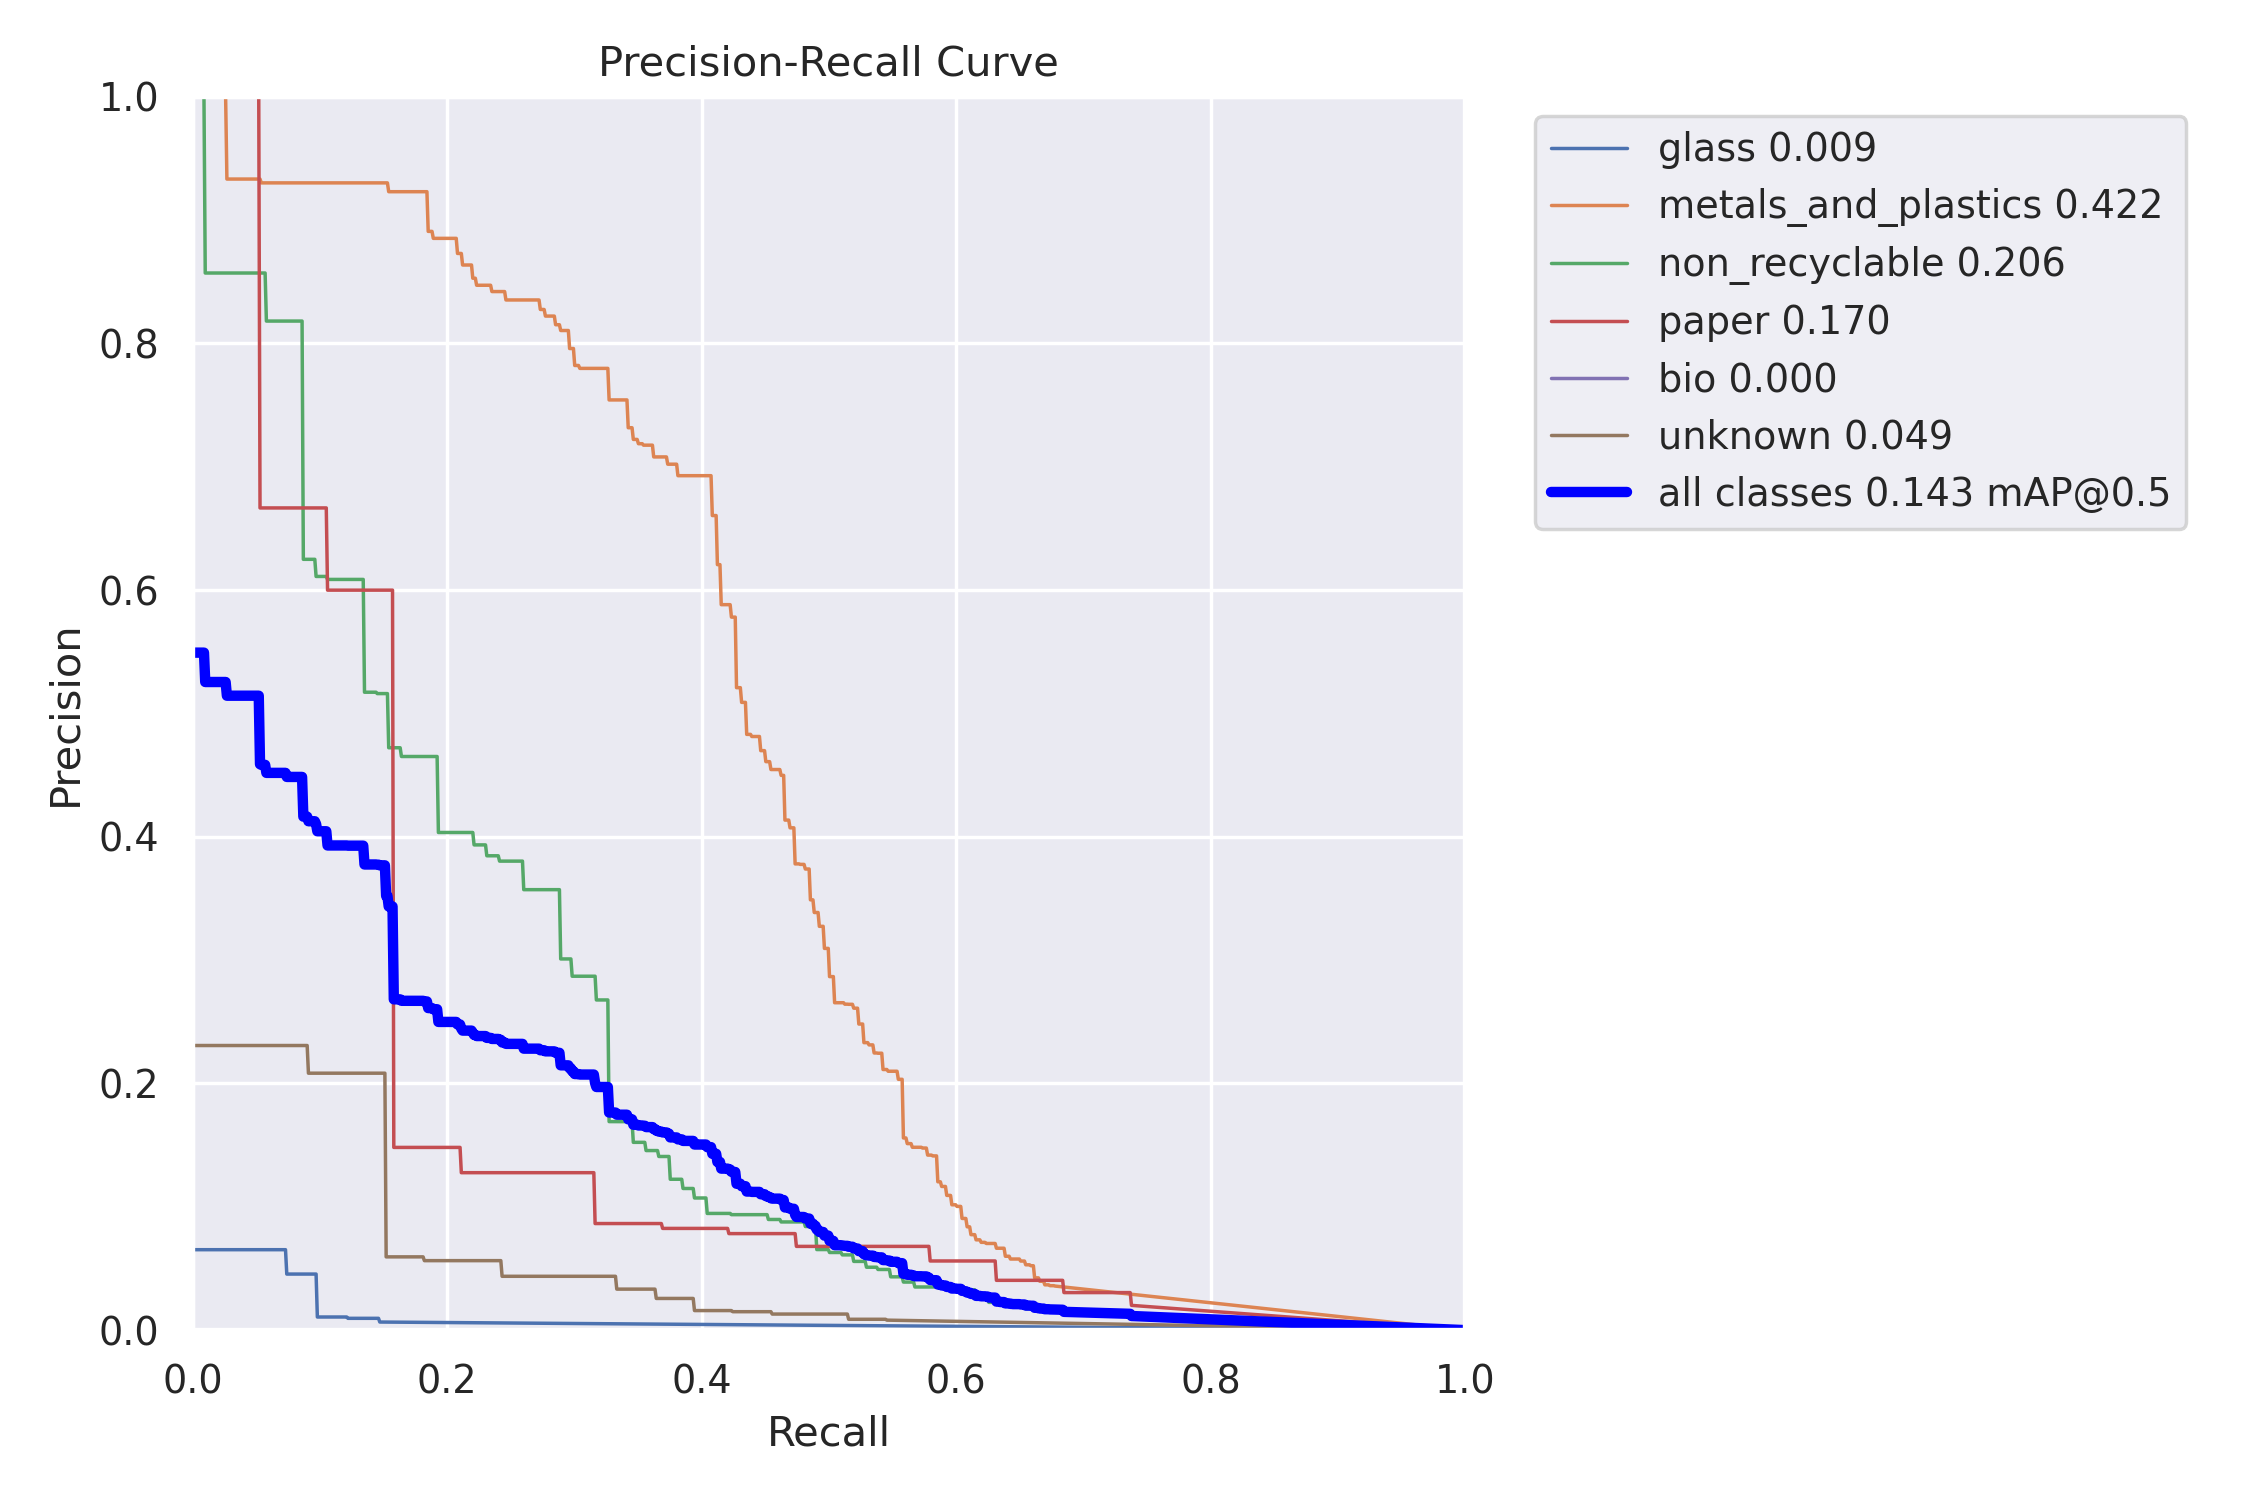 Precision-Recall Curve
1.0
0.8
0.6
0.4
0.2
0.0
Precision
0.0 0.2 0.4 0.6 0.8 1.0
Recall
glass 0.009
metals_and_plastics 0.422
non_recyclable 0.206
paper 0.170
bio 0.000
unknown 0.049
all classes 0.143 mAP@0.5